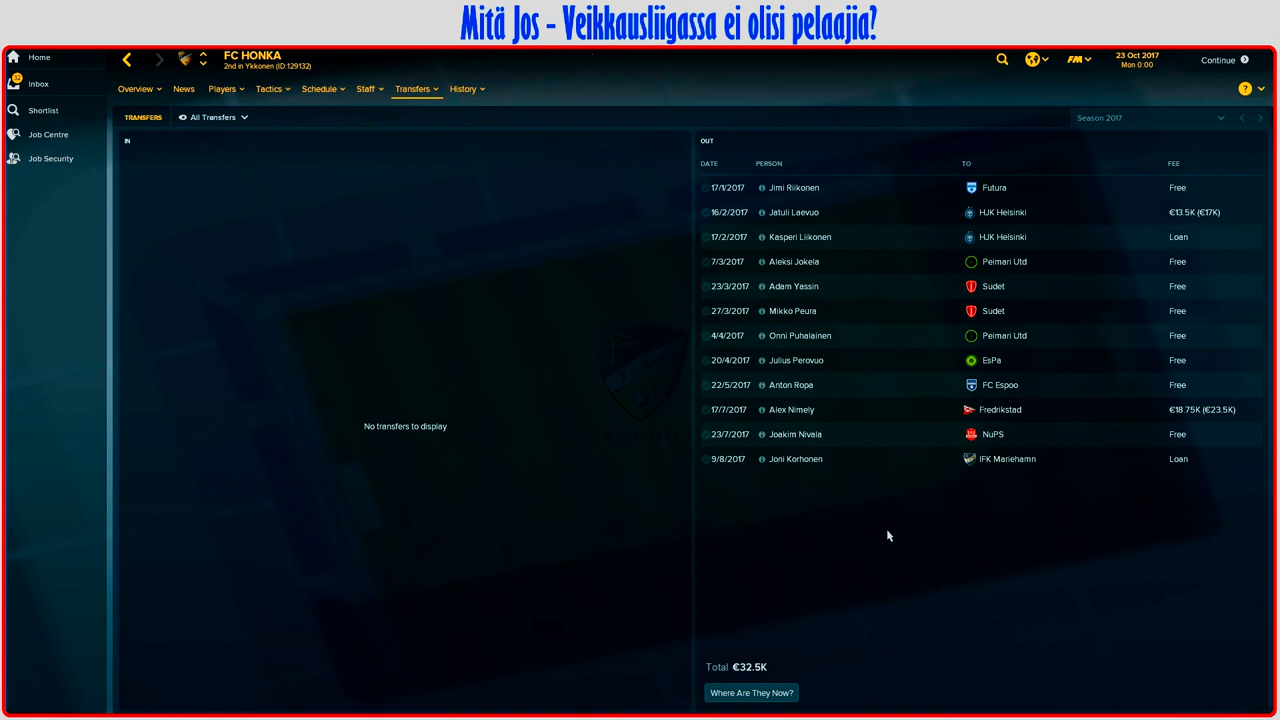 Mitä Jos - Veikkausliigassa ei olisi pelaajia?
Home
Inbox
32
Shortlist
Job Centre
Job Security
FC HONKA
2nd in Ykkonen (ID:129132)
FM
23 Oct 2017
Mon 0:00
Continue
Overview News Players Tactics Schedule Staff Transfers History
?
TRANSFERS All Transfers
Season 2017
IN
No transfers to display
OUT
DATE PERSON TO FEE
17/1/2017 Jimi Riikonen Futura Free
16/2/2017 Jatuli Laevuo HJK Helsinki €13.5K (€17K)
17/2/2017 Kasperi Liikonen HJK Helsinki Loan
7/3/2017 Aleksi Jokela Peimari Utd Free
23/3/2017 Adam Yassin Sudet Free
27/3/2017 Mikko Peura Sudet Free
4/4/2017 Onni Puhalainen Peimari Utd Free
20/4/2017 Julius Perovuo EsPa Free
22/5/2017 Anton Ropa FC Espoo Free
17/7/2017 Alex Nimely Fredrikstad €18.75K (€23.5K)
23/7/2017 Joakim Nivala NuPS Free
9/8/2017 Joni Korhonen IFK Mariehamn Loan
ESPOO
Total €32.5K
Where Are They Now?